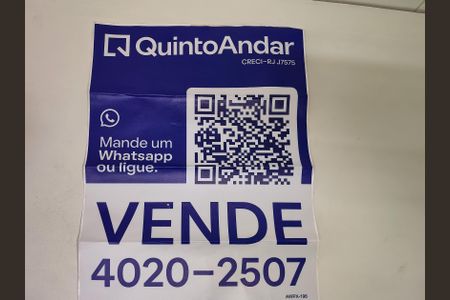 QuintoAndar
CRECI-RJ J7575
Mande um
Whatsapp
ou ligue.
VENDE
4020-2507